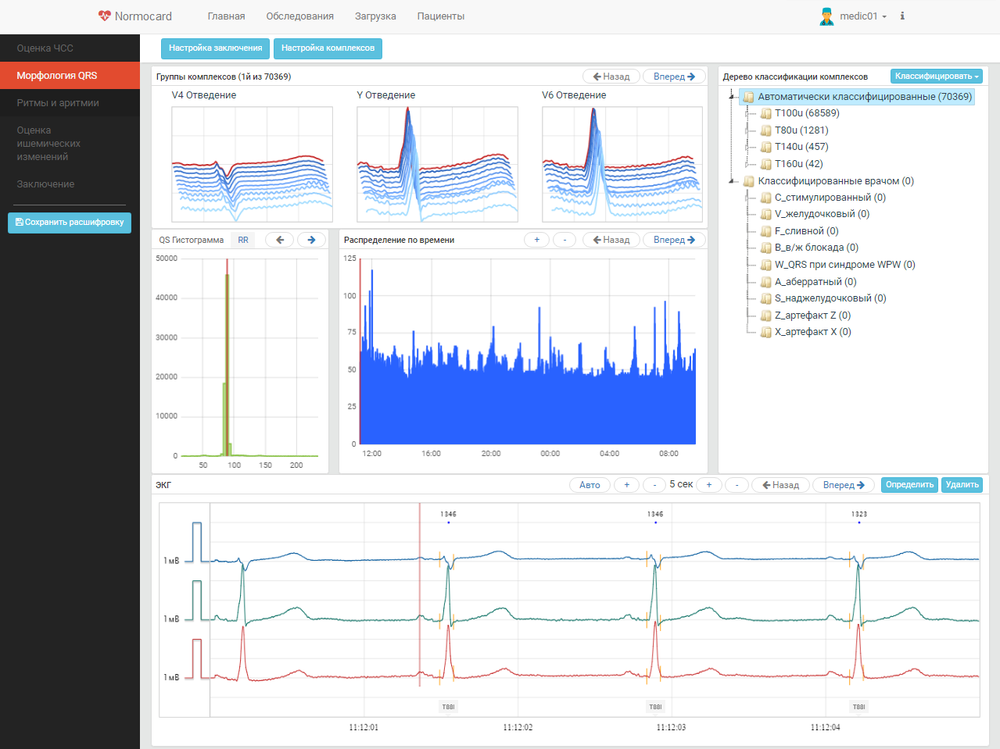 Normocard
Главная
Обследования
Загрузка
Пациенты
medic01
Оценка ЧСС
Морфология QRS
Ритмы и аритмии
Оценка
ишемических
изменений
Заключение
Сохранить расшифровку
Настройка заключения
Настройка комплексов
Группы комплексов (1й из 70369)
Назад
Вперед
V4 Отведение
Y Отведение
V6 Отведение
Дерево классификации комплексов
Классифицировать
Автоматически классифицированные (70369)
T100u (68589)
T80u (1281)
T140u (457)
T160u (42)
Классифицированные врачом (0)
C_стимулированный (0)
V_желудочковый (0)
F_сливной (0)
B_в/ж блокада (0)
W_QRS при синдроме WPW (0)
A_аберратный (0)
S_наджелудочковый (0)
Z_артефакт Z (0)
X_артефакт X (0)
QS Гистограмма
RR
50000
40000
30000
20000
10000
0
50
100
150
200
Распределение по времени
+
-
Назад
Вперед
125
100
75
50
25
0
12:00
16:00
20:00
00:00
04:00
08:00
ЭКГ
Авто
+
-
5 сек
+
-
Назад
Вперед
Определить
Удалить
1346
1346
1323
1мВ
1мВ
1мВ
T88I
T88I
T88I
11:12:01
11:12:02
11:12:03
11:12:04